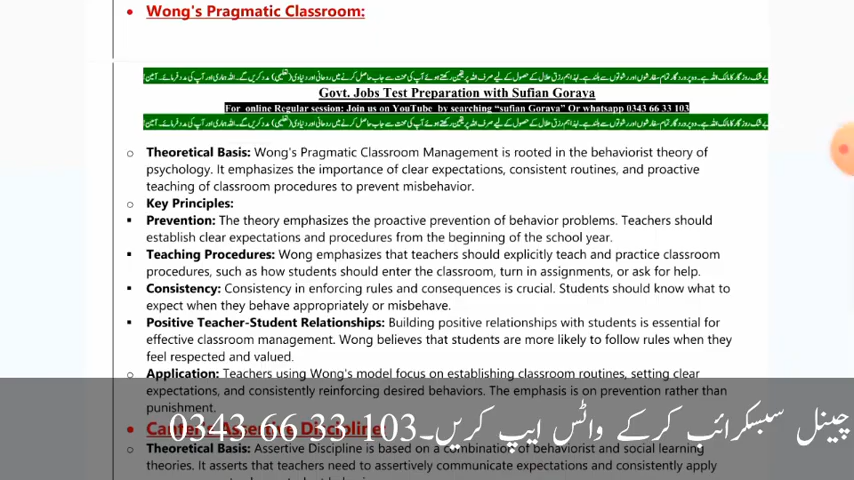 • Wong's Pragmatic Classroom:
Govt. Jobs Test Preparation with Sufian Goraya
For online Regular session: Join us on YouTube by searching “sufian Goraya” Or whatsapp 0343 66 33 103
o Theoretical Basis: Wong's Pragmatic Classroom Management is rooted in the behaviorist theory of
psychology. It emphasizes the importance of clear expectations, consistent routines, and proactive
teaching of classroom procedures to prevent misbehavior.
o Key Principles:
▪ Prevention: The theory emphasizes the proactive prevention of behavior problems. Teachers should
establish clear expectations and procedures from the beginning of the school year.
▪ Teaching Procedures: Wong emphasizes that teachers should explicitly teach and practice classroom
procedures, such as how students should enter the classroom, turn in assignments, or ask for help.
▪ Consistency: Consistency in enforcing rules and consequences is crucial. Students should know what to
expect when they behave appropriately or misbehave.
▪ Positive Teacher-Student Relationships: Building positive relationships with students is essential for
effective classroom management. Wong believes that students are more likely to follow rules when they
feel respected and valued.
o Application: Teachers using Wong's model focus on establishing classroom routines, setting clear
expectations, and consistently reinforcing desired behaviors. The emphasis is on prevention rather than
punishment.
چینل سبسکرائب کرکے واٹس ایپ کریں۔0343 66 33 103
• Canter's Assertive Discipline:
o Theoretical Basis: Assertive Discipline is based on a combination of behaviorist and social learning
theories. It asserts that teachers need to assertively communicate expectations and consistently apply